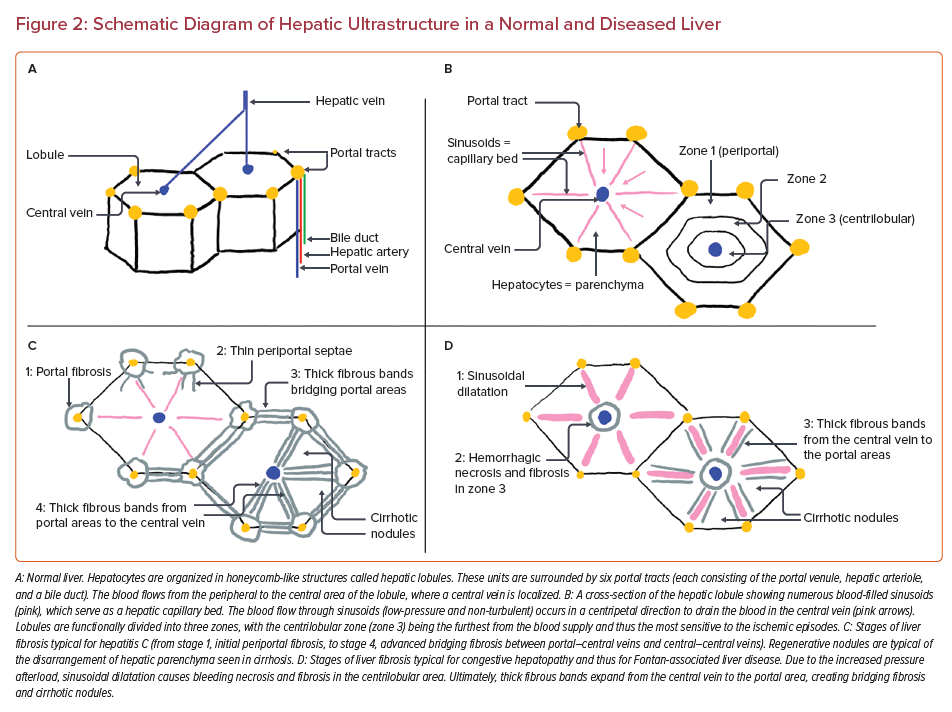 Figure 2: Schematic Diagram of Hepatic Ultrastructure in a Normal and Diseased Liver
A
Hepatic vein
Lobule
Portal tracts
Central vein
Bile duct
Hepatic artery
Portal vein
B
Portal tract
Sinusoids =
capillary bed
Zone 1 (periportal)
Zone 2
Zone 3 (centrilobular)
Central vein
Hepatocytes = parenchyma
C
2: Thin periportal septae
1: Portal fibrosis
3: Thick fibrous bands
bridging portal areas
4: Thick fibrous bands from
portal areas to the central vein
Cirrhotic
nodules
D
1: Sinusoidal
dilatation
3: Thick fibrous bands
from the central vein to
the portal areas
2: Hemorrhagic
necrosis and fibrosis
in zone 3
Cirrhotic nodules
A: Normal liver. Hepatocytes are organized in honeycomb-like structures called hepatic lobules. These units are surrounded by six portal tracts (each consisting of the portal venule, hepatic arteriole,
and a bile duct). The blood flows from the peripheral to the central area of the lobule, where a central vein is localized. B: A cross-section of the hepatic lobule showing numerous blood-filled sinusoids
(pink), which serve as a hepatic capillary bed. The blood flow through sinusoids (low-pressure and non-turbulent) occurs in a centripetal direction to drain the blood in the central vein (pink arrows).
Lobules are functionally divided into three zones, with the centrilobular zone (zone 3) being the furthest from the blood supply and thus the most sensitive to the ischemic episodes. C: Stages of liver
fibrosis typical for hepatitis C (from stage 1, initial periportal fibrosis, to stage 4, advanced bridging fibrosis between portal–central veins and central–central veins). Regenerative nodules are typical of
the disarrangement of hepatic parenchyma seen in cirrhosis. D: Stages of liver fibrosis typical for congestive hepatopathy and thus for Fontan-associated liver disease. Due to the increased pressure
afterload, sinusoidal dilatation causes bleeding necrosis and fibrosis in the centrilobular area. Ultimately, thick fibrous bands expand from the central vein to the portal area, creating bridging fibrosis
and cirrhotic nodules.